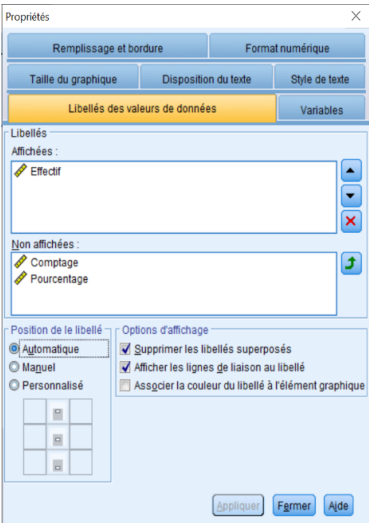 Propriétés
Remplissage et bordure
Format numérique
Taille du graphique
Disposition du texte
Style de texte
Libellés des valeurs de données
Variables
Libellés
Affichées :
Effectif
Non affichées :
Comptage
Pourcentage
Position de le libellé
Automatique
Manuel
Personnalisé
Options d'affichage
Supprimer les libellés superposés
Afficher les lignes de liaison au libellé
Associer la couleur du libellé à l'élément graphique
Appliquer
Fermer
Aide